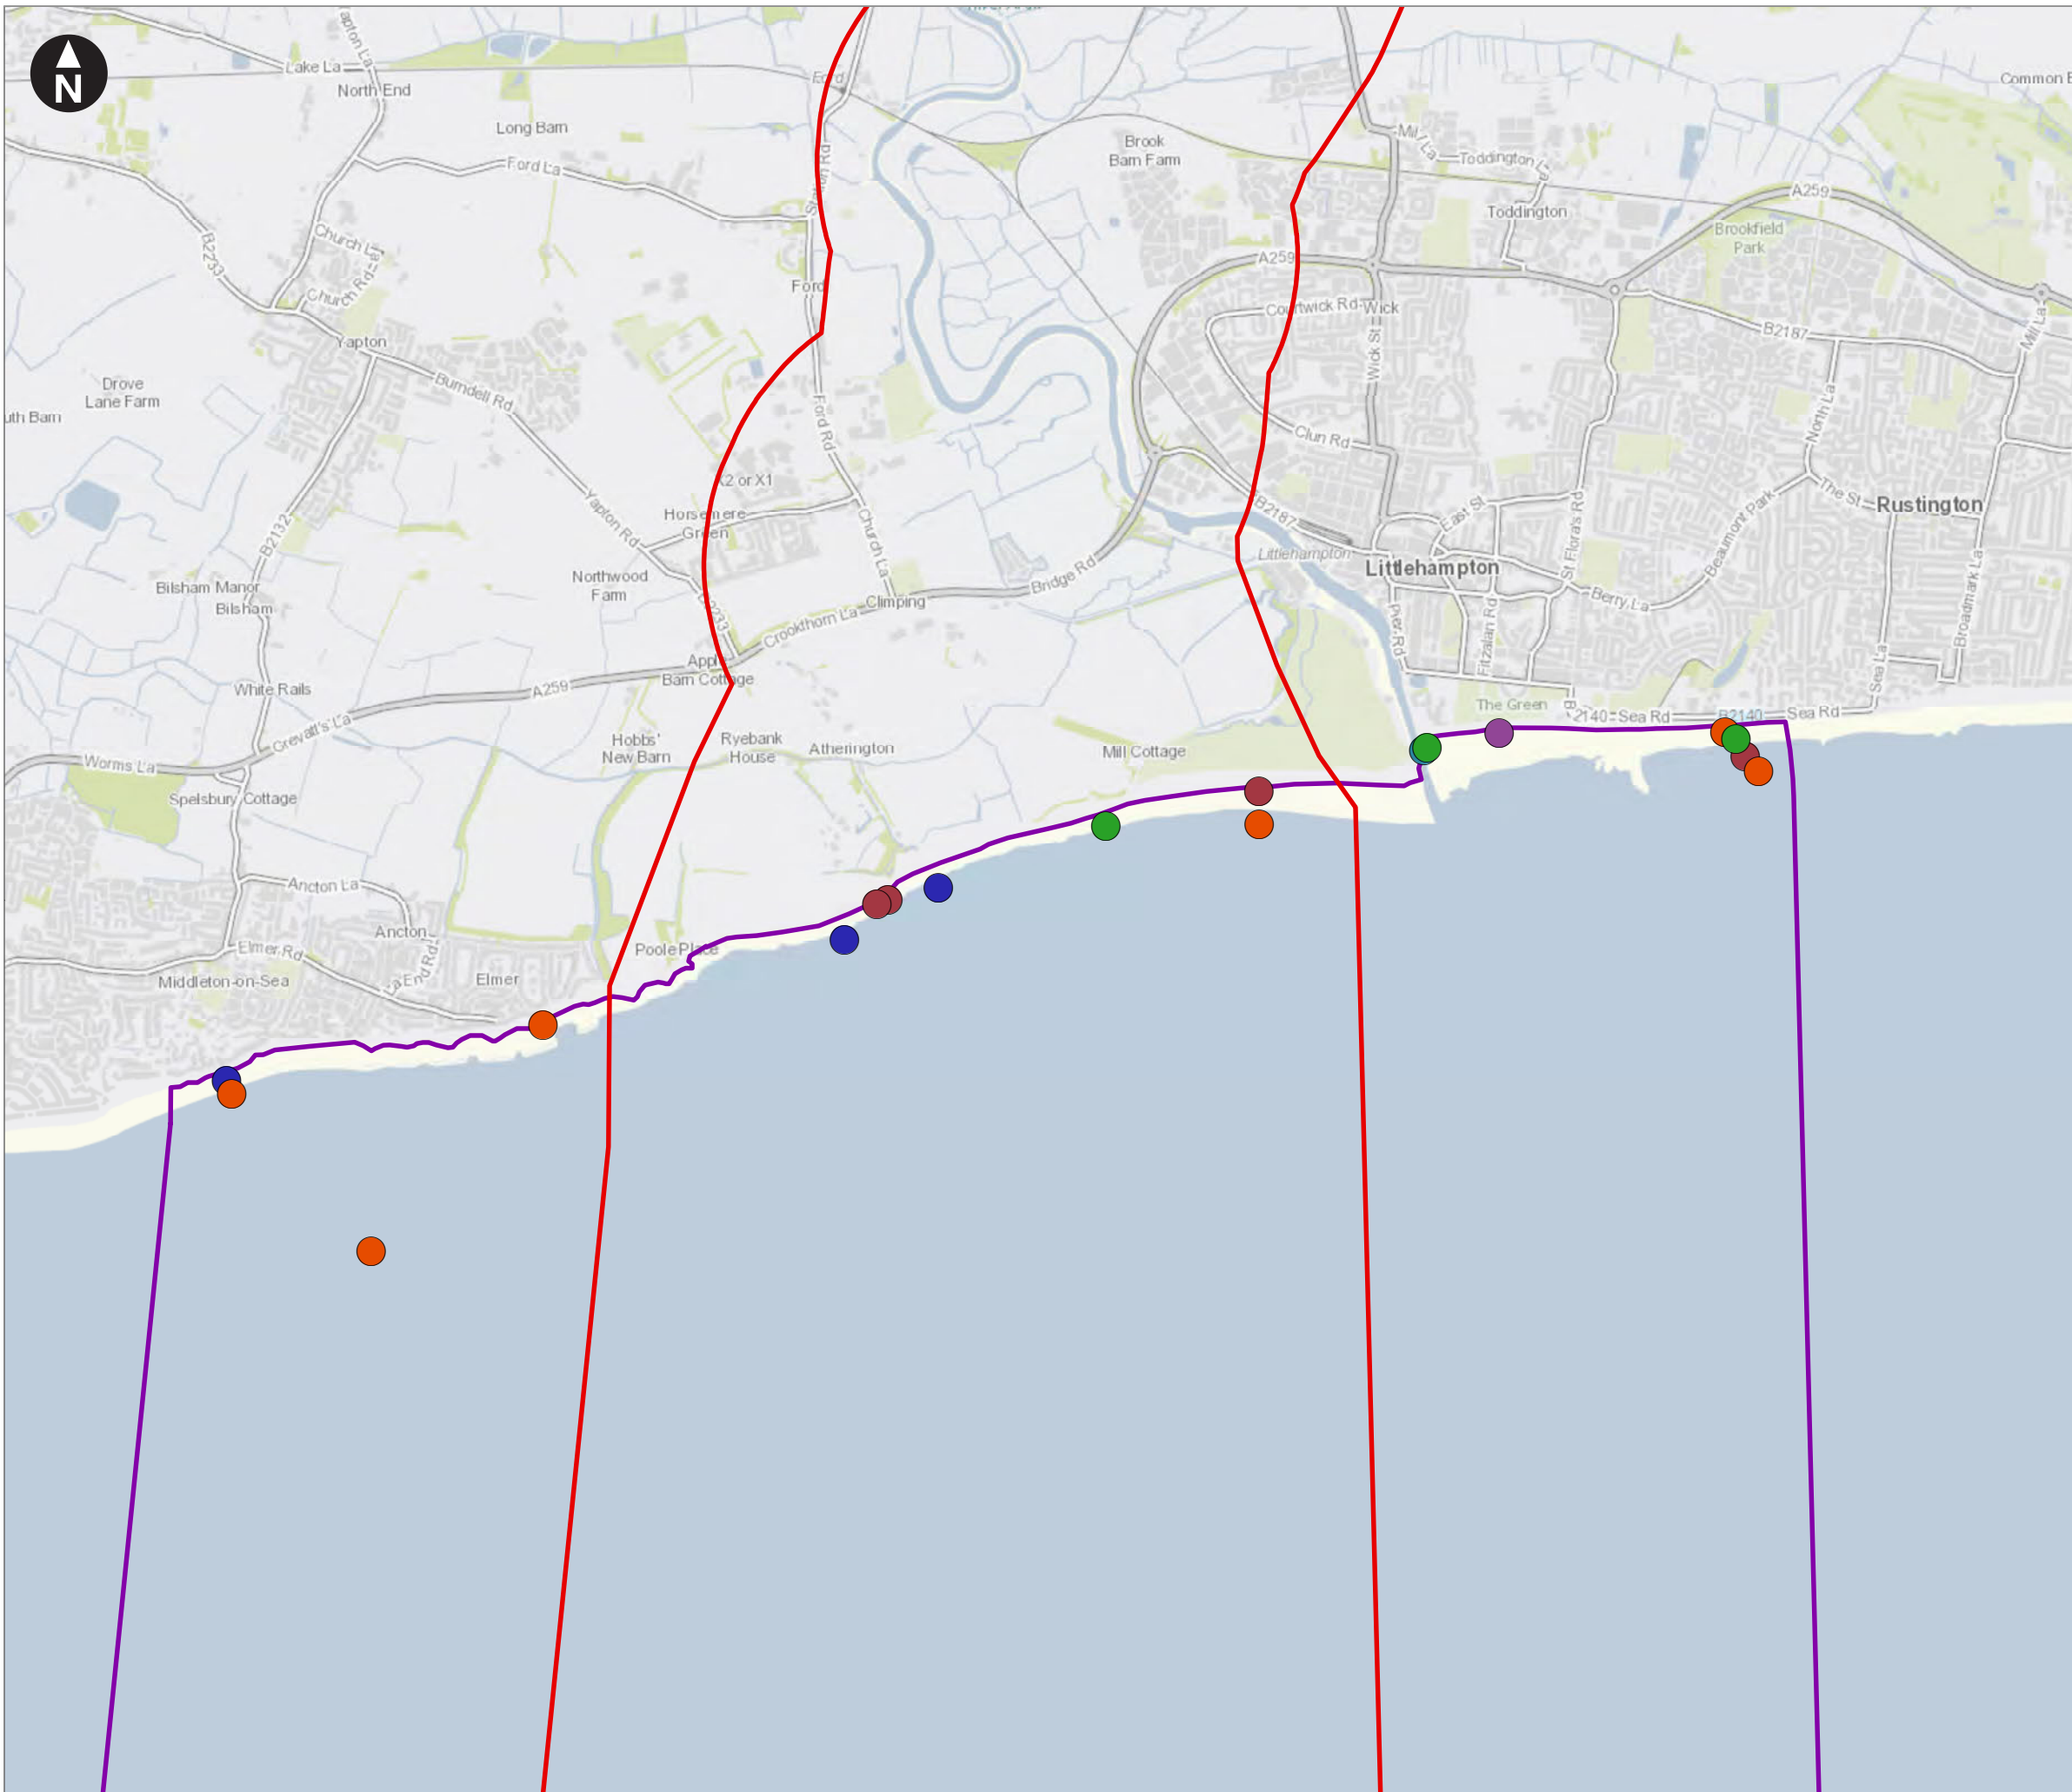 N
Lake La
North End
Long Barn
Ford La
Ford
Brook
Barn Farm
Mil La
Toddington La
Toddington
A259
Brookfield
Park
Common
Church La
B2233
Church Rd
Ford
A259
Courtwick Rd
Wick
Wick St
B2187
Mill La
Yapton
Burndell Rd
Drove
Lane Farm
uth Barn
Ford Rd
Clun Rd
North La
X2 or X1
Horsemere
Green
Yapton Rd
Church La
B2187
East St
St Flora's Rd
Beaumont Park
The St
Rustington
B2132
Northwood
Farm
Bilsham Manor
Bilsham
Climping
Bridge Rd
Crookthorn La
Littlehampton
Littlehampton
Pier Rd
Fitzalan Rd
Berry La
Broadmark La
Sea La
White Rails
A259
Barn Cottage
Grevatt's La
Worms La
Hobbs'
New Barn
Ryebank
House
Atherington
Mill Cottage
The Green
2140
Sea Rd
B2140
Sea Rd
Spelsbury Cottage
Ancton La
Ancton
Elmer Rd
Poole Place
Middleton-on-Sea
Elmer